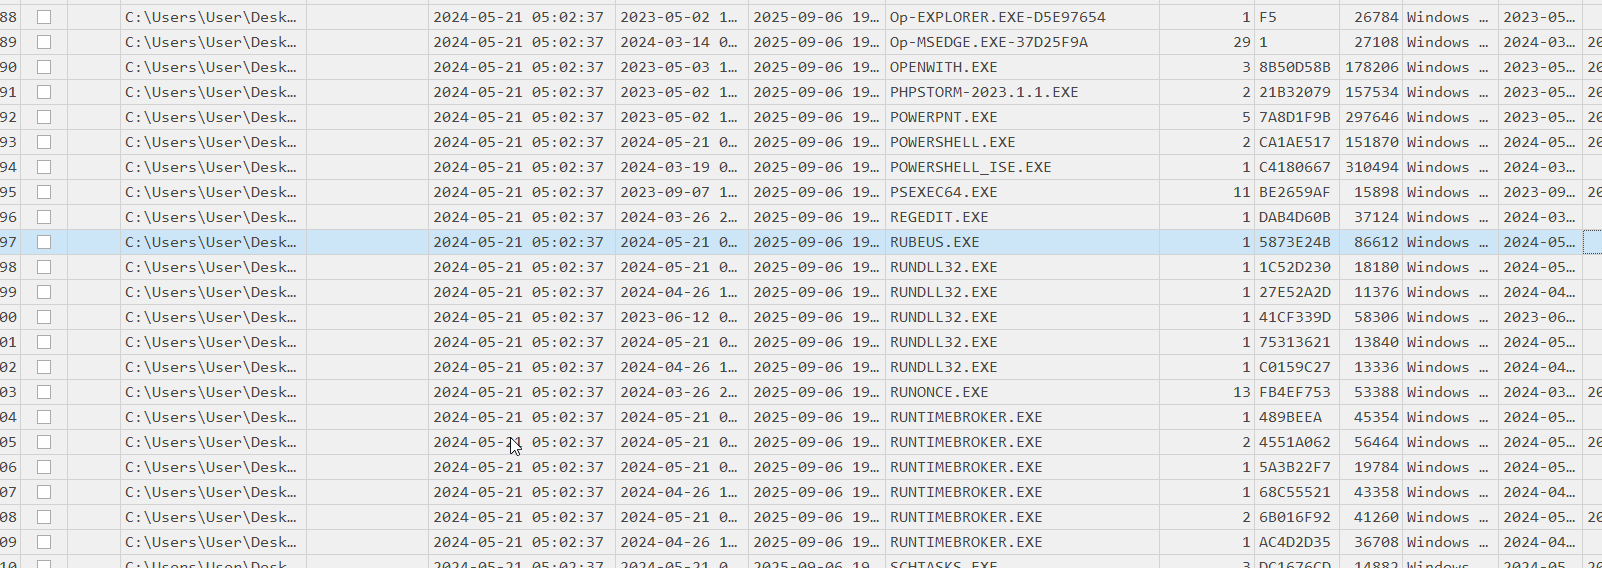 88 C:\Users\User\Desk… 2024-05-21 05:02:37 2023-05-02 1… 2025-09-06 19… Op-EXPLORER.EXE-D5E97654 1 F5 26784 Windows … 2023-05…
89 C:\Users\User\Desk… 2024-05-21 05:02:37 2024-03-14 0… 2025-09-06 19… Op-MSEDGE.EXE-37D25F9A 29 1 27108 Windows … 2024-03… 20
90 C:\Users\User\Desk… 2024-05-21 05:02:37 2023-05-03 1… 2025-09-06 19… OPENWITH.EXE 3 8B50D58B 178206 Windows … 2023-05… 20
91 C:\Users\User\Desk… 2024-05-21 05:02:37 2023-05-02 1… 2025-09-06 19… PHPSTORM-2023.1.1.EXE 2 21B32079 157534 Windows … 2023-05… 20
92 C:\Users\User\Desk… 2024-05-21 05:02:37 2023-05-02 1… 2025-09-06 19… POWERPNT.EXE 5 7A8D1F9B 297646 Windows … 2023-05… 20
93 C:\Users\User\Desk… 2024-05-21 05:02:37 2024-05-21 0… 2025-09-06 19… POWERSHELL.EXE 2 CA1AE517 151870 Windows … 2024-05… 20
94 C:\Users\User\Desk… 2024-05-21 05:02:37 2024-03-19 0… 2025-09-06 19… POWERSHELL_ISE.EXE 1 C4180667 310494 Windows … 2024-03…
95 C:\Users\User\Desk… 2024-05-21 05:02:37 2023-09-07 1… 2025-09-06 19… PSEXEC64.EXE 11 BE2659AF 15898 Windows … 2023-09… 20
96 C:\Users\User\Desk… 2024-05-21 05:02:37 2024-03-26 2… 2025-09-06 19… REGEDIT.EXE 1 DAB4D60B 37124 Windows … 2024-03…
97 C:\Users\User\Desk… 2024-05-21 05:02:37 2024-05-21 0… 2025-09-06 19… RUBEUS.EXE 1 5873E24B 86612 Windows … 2024-05…
98 C:\Users\User\Desk… 2024-05-21 05:02:37 2024-05-21 0… 2025-09-06 19… RUNDLL32.EXE 1 1C52D230 18180 Windows … 2024-05…
99 C:\Users\User\Desk… 2024-05-21 05:02:37 2024-04-26 1… 2025-09-06 19… RUNDLL32.EXE 1 27E52A2D 11376 Windows … 2024-04…
00 C:\Users\User\Desk… 2024-05-21 05:02:37 2023-06-12 0… 2025-09-06 19… RUNDLL32.EXE 1 41CF339D 58306 Windows … 2023-06…
01 C:\Users\User\Desk… 2024-05-21 05:02:37 2024-05-21 0… 2025-09-06 19… RUNDLL32.EXE 1 75313621 13840 Windows … 2024-05…
02 C:\Users\User\Desk… 2024-05-21 05:02:37 2024-04-26 1… 2025-09-06 19… RUNDLL32.EXE 1 C0159C27 13336 Windows … 2024-04…
03 C:\Users\User\Desk… 2024-05-21 05:02:37 2024-03-26 2… 2025-09-06 19… RUNONCE.EXE 13 FB4EF753 53388 Windows … 2024-03… 20
04 C:\Users\User\Desk… 2024-05-21 05:02:37 2024-05-21 0… 2025-09-06 19… RUNTIMEBROKER.EXE 1 489BEEA 45354 Windows … 2024-05…
05 C:\Users\User\Desk… 2024-05-21 05:02:37 2024-05-21 0… 2025-09-06 19… RUNTIMEBROKER.EXE 2 4551A062 56464 Windows … 2024-05… 20
06 C:\Users\User\Desk… 2024-05-21 05:02:37 2024-05-21 0… 2025-09-06 19… RUNTIMEBROKER.EXE 1 5A3B22F7 19784 Windows … 2024-05…
07 C:\Users\User\Desk… 2024-05-21 05:02:37 2024-04-26 1… 2025-09-06 19… RUNTIMEBROKER.EXE 1 68C55521 43358 Windows … 2024-04…
08 C:\Users\User\Desk… 2024-05-21 05:02:37 2024-05-21 0… 2025-09-06 19… RUNTIMEBROKER.EXE 2 6B016F92 41260 Windows … 2024-05… 20
09 C:\Users\User\Desk… 2024-05-21 05:02:37 2024-04-26 1… 2025-09-06 19… RUNTIMEBROKER.EXE 1 AC4D2D35 36708 Windows … 2024-04…
10 C:\Users\User\Desk… 2024-05-21 05:02:37 2024-05-21 0… 2025-09-06 19… SCHTASKS.EXE 3 DC1676CD 14882 Windows … 2024-05…